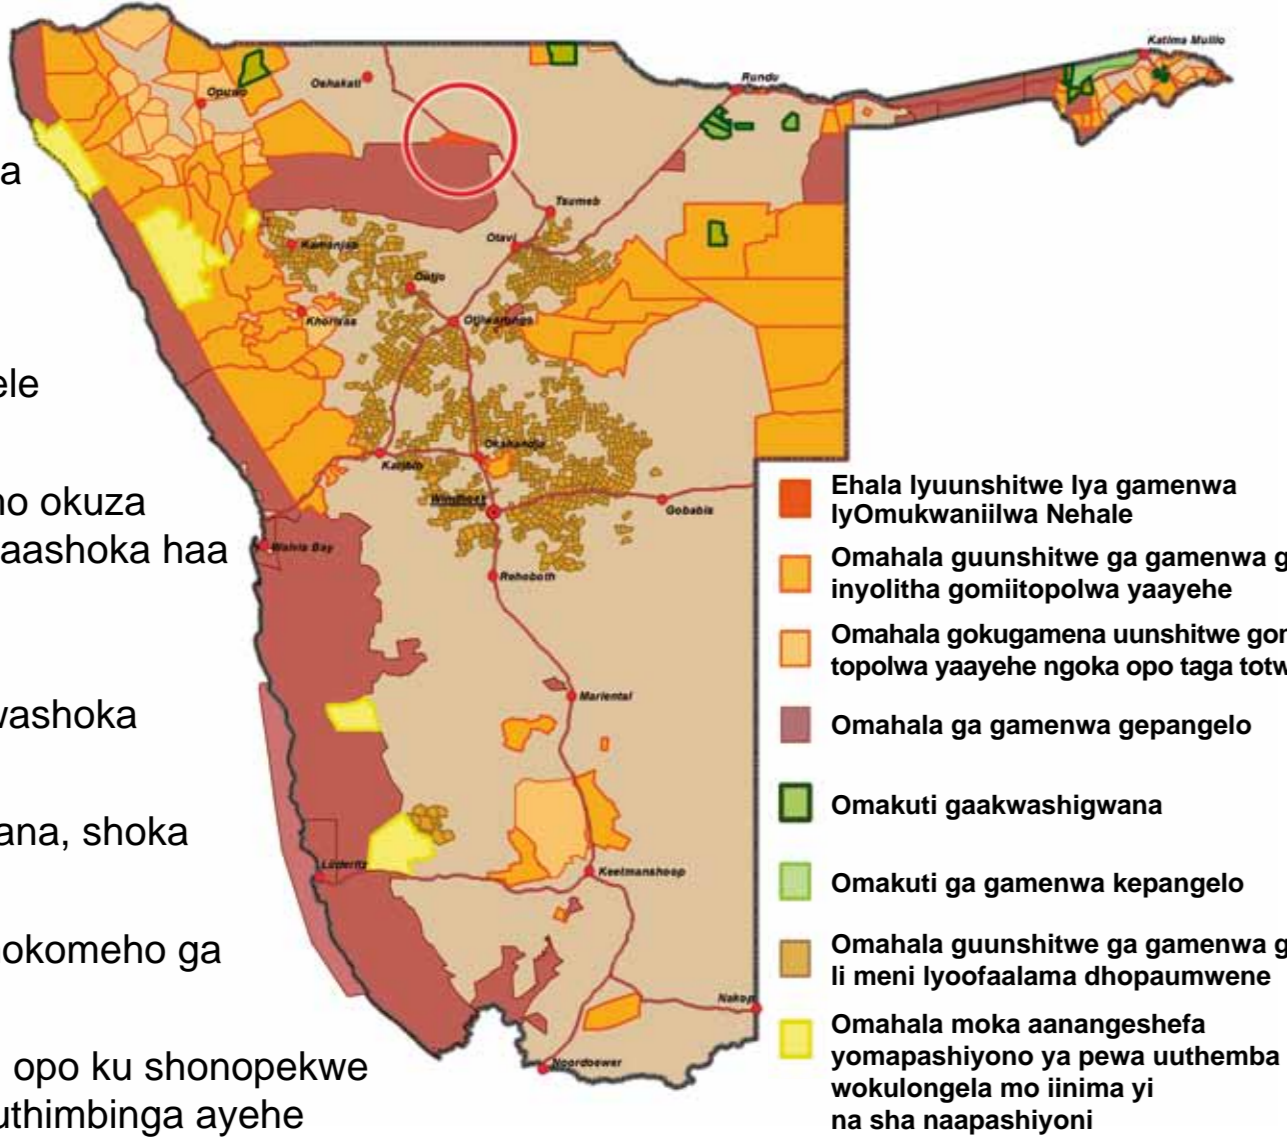 a
ele
no okuza
aashoka haa
washoka
ana, shoka
okomeho ga
opo ku shonopekwe
uthimbinga ayehe
Katima Mulilo
Oshakati
Opuwo
Rundu
Tsumeb
Otavi
Kamanjab
Outjo
Khorixas
Otjiwarongo
Okahandja
Karibib
Windhoek
Gobabis
Walvis Bay
Rehoboth
Mariental
Lüderitz
Keetmanshoop
Nakop
Noordoewer
Ehala lyuunshitwe lya gamenwa
lyOmukwaniilwa Nehale
Omahala guunshitwe ga gamenwa g
inyolitha gomiitopolwa yaayehe
Omahala gokugamena uunshitwe gom
topolwa yaayehe ngoka opo taga totw
Omahala ga gamenwa gepangelo
Omakuti gaakwashigwana
Omakuti ga gamenwa kepangelo
Omahala guunshitwe ga gamenwa g
li meni lyoofaalama dhopaumwene
Omahala moka aanangeshefa
yomapashiyono ya pewa uuthemba
wokulongela mo iinima yi
na sha naapashiyoni